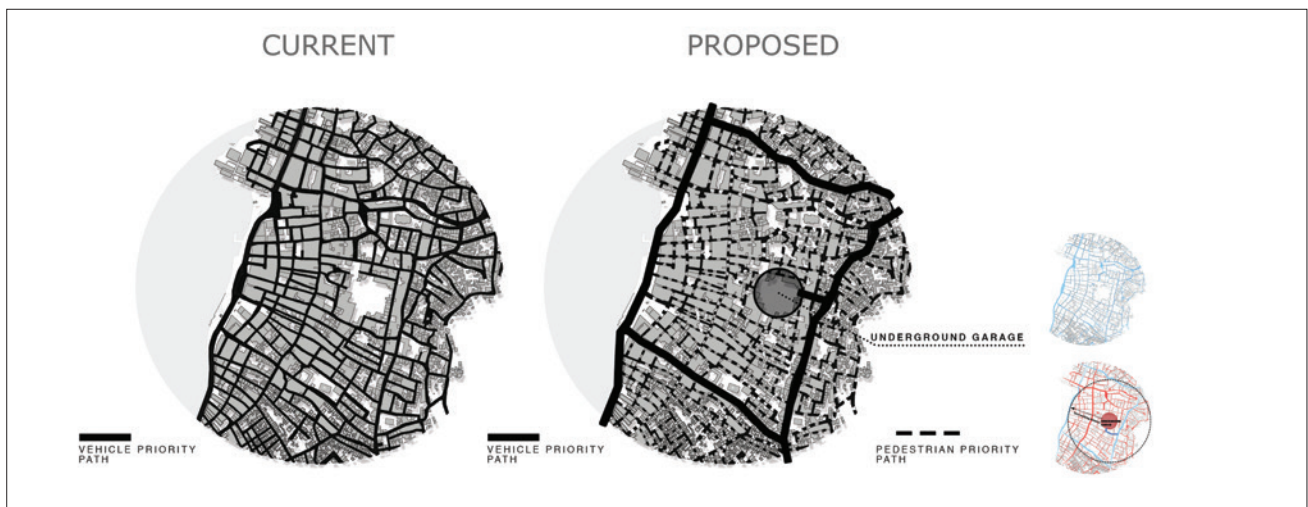 CURRENT
PROPOSED
UNDERGROUND GARAGE
VEHICLE PRIORITY
PATH
VEHICLE PRIORITY
PATH
PEDESTRIAN PRIORITY
PATH